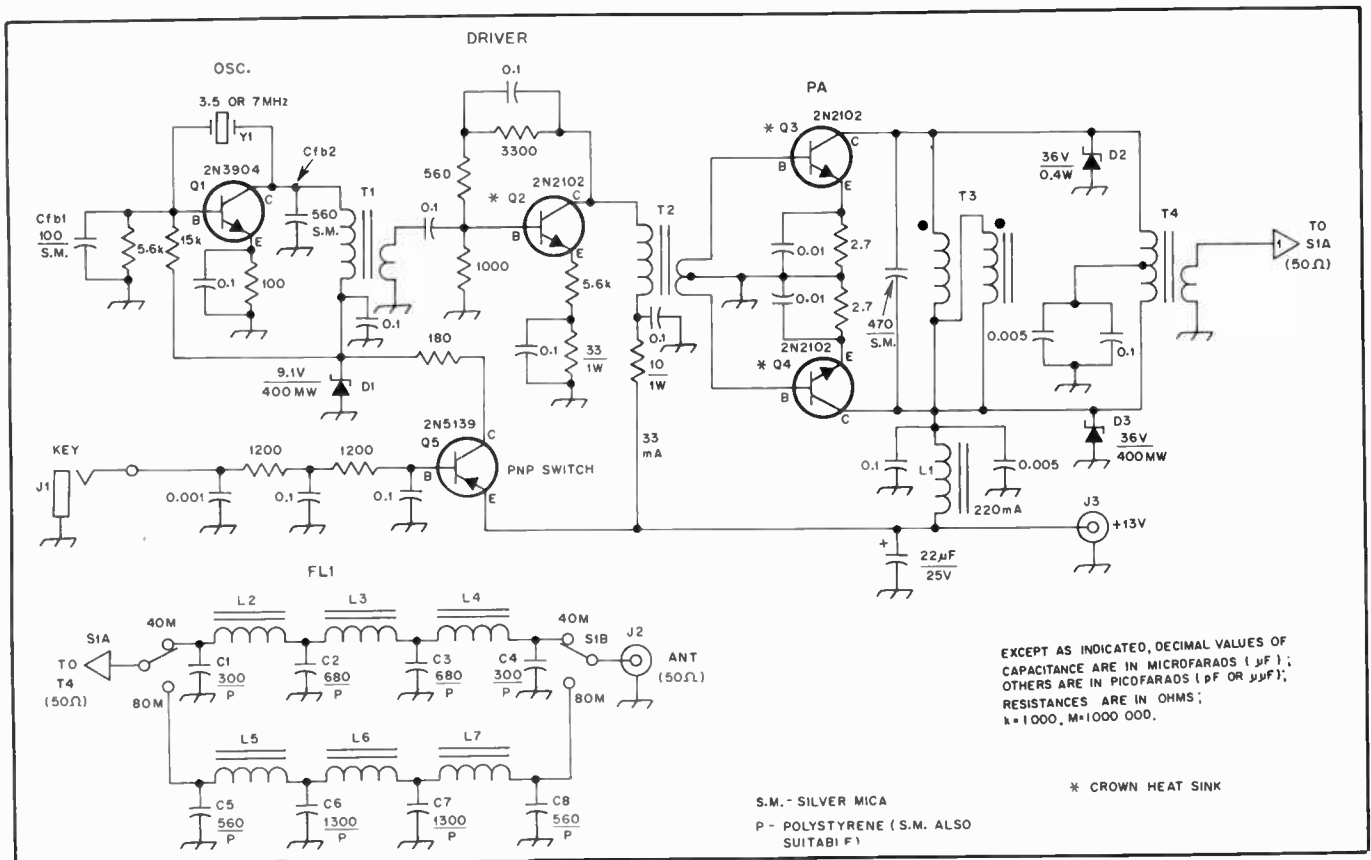 DRIVER
OSC.
PA
3.5 OR 7MHz
Y1
Cfb2
2N3904
Q1
B
C
E
Cfb1
100
S.M.
5.6k
15k
0.1
100
560
S.M.
T1
0.1
0.1
3300
560
0.1
2N2102
* Q2
B
C
E
1000
5.6k
0.1
33
1W
T2
0.1
10
1W
33
mA
2N2102
* Q3
B
C
E
0.01
2.7
0.01
2.7
2N2102
* Q4
B
E
C
470
S.M.
T3
36V
0.4W
D2
T4
TO
1
S1A
(50Ω)
0.005
0.1
D3
36V
400MW
9.1V
400MW
D1
180
2N5139
Q5
C
B
E
PNP SWITCH
KEY
J1
1200
1200
0.001
0.1
0.1
0.1
L1
0.005
220mA
J3
+13V
+
22µF
25V
FL1
L2
L3
L4
40M
S1A
TO
T4
(50Ω)
80M
C1
300
P
C2
680
P
C3
680
P
C4
300
P
40M
S1B
J2
ANT
(50Ω)
80M
L5
L6
L7
C5
560
P
C6
1300
P
C7
1300
P
C8
560
P
EXCEPT AS INDICATED, DECIMAL VALUES OF
CAPACITANCE ARE IN MICROFARADS ( µF ) ;
OTHERS ARE IN PICOFARADS ( pF OR µµF);
RESISTANCES ARE IN OHMS ;
k=1000, M=1000 000.
* CROWN HEAT SINK
S.M. - SILVER MICA
P - POLYSTYRENE ( S.M. ALSO
SUITABLE)